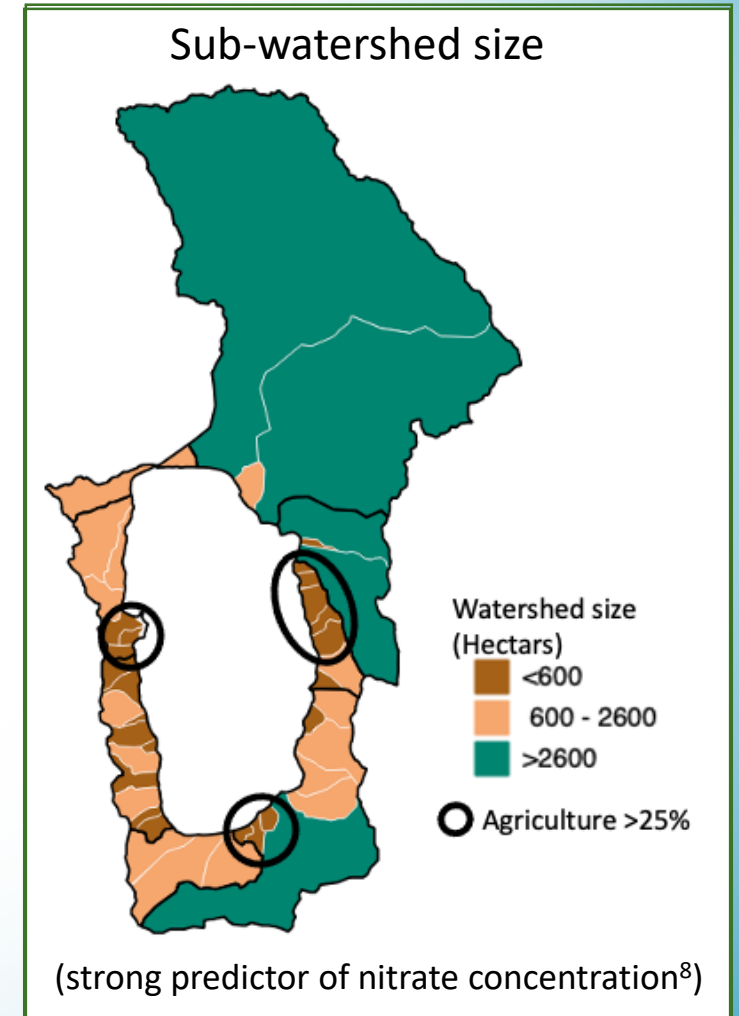 Sub-watershed size
Watershed size
(Hectars)
<600
600 - 2600
>2600
Agriculture >25%
(strong predictor of nitrate concentration⁸)